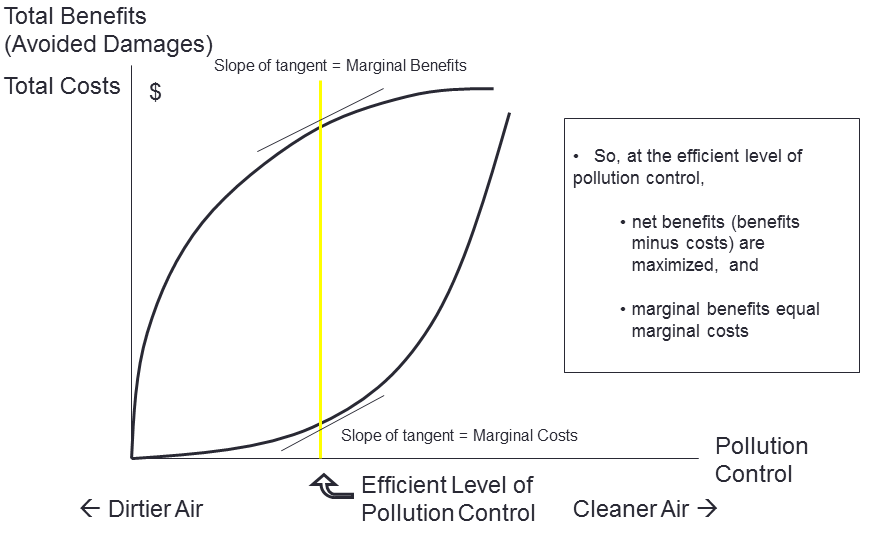 Total Benefits
(Avoided Damages)
Total Costs
$
Slope of tangent = Marginal Benefits
• So, at the efficient level of
pollution control,
• net benefits (benefits
minus costs) are
maximized, and
• marginal benefits equal
marginal costs
Slope of tangent = Marginal Costs
Pollution
Control
Efficient Level of
Pollution Control
← Dirtier Air
Cleaner Air →